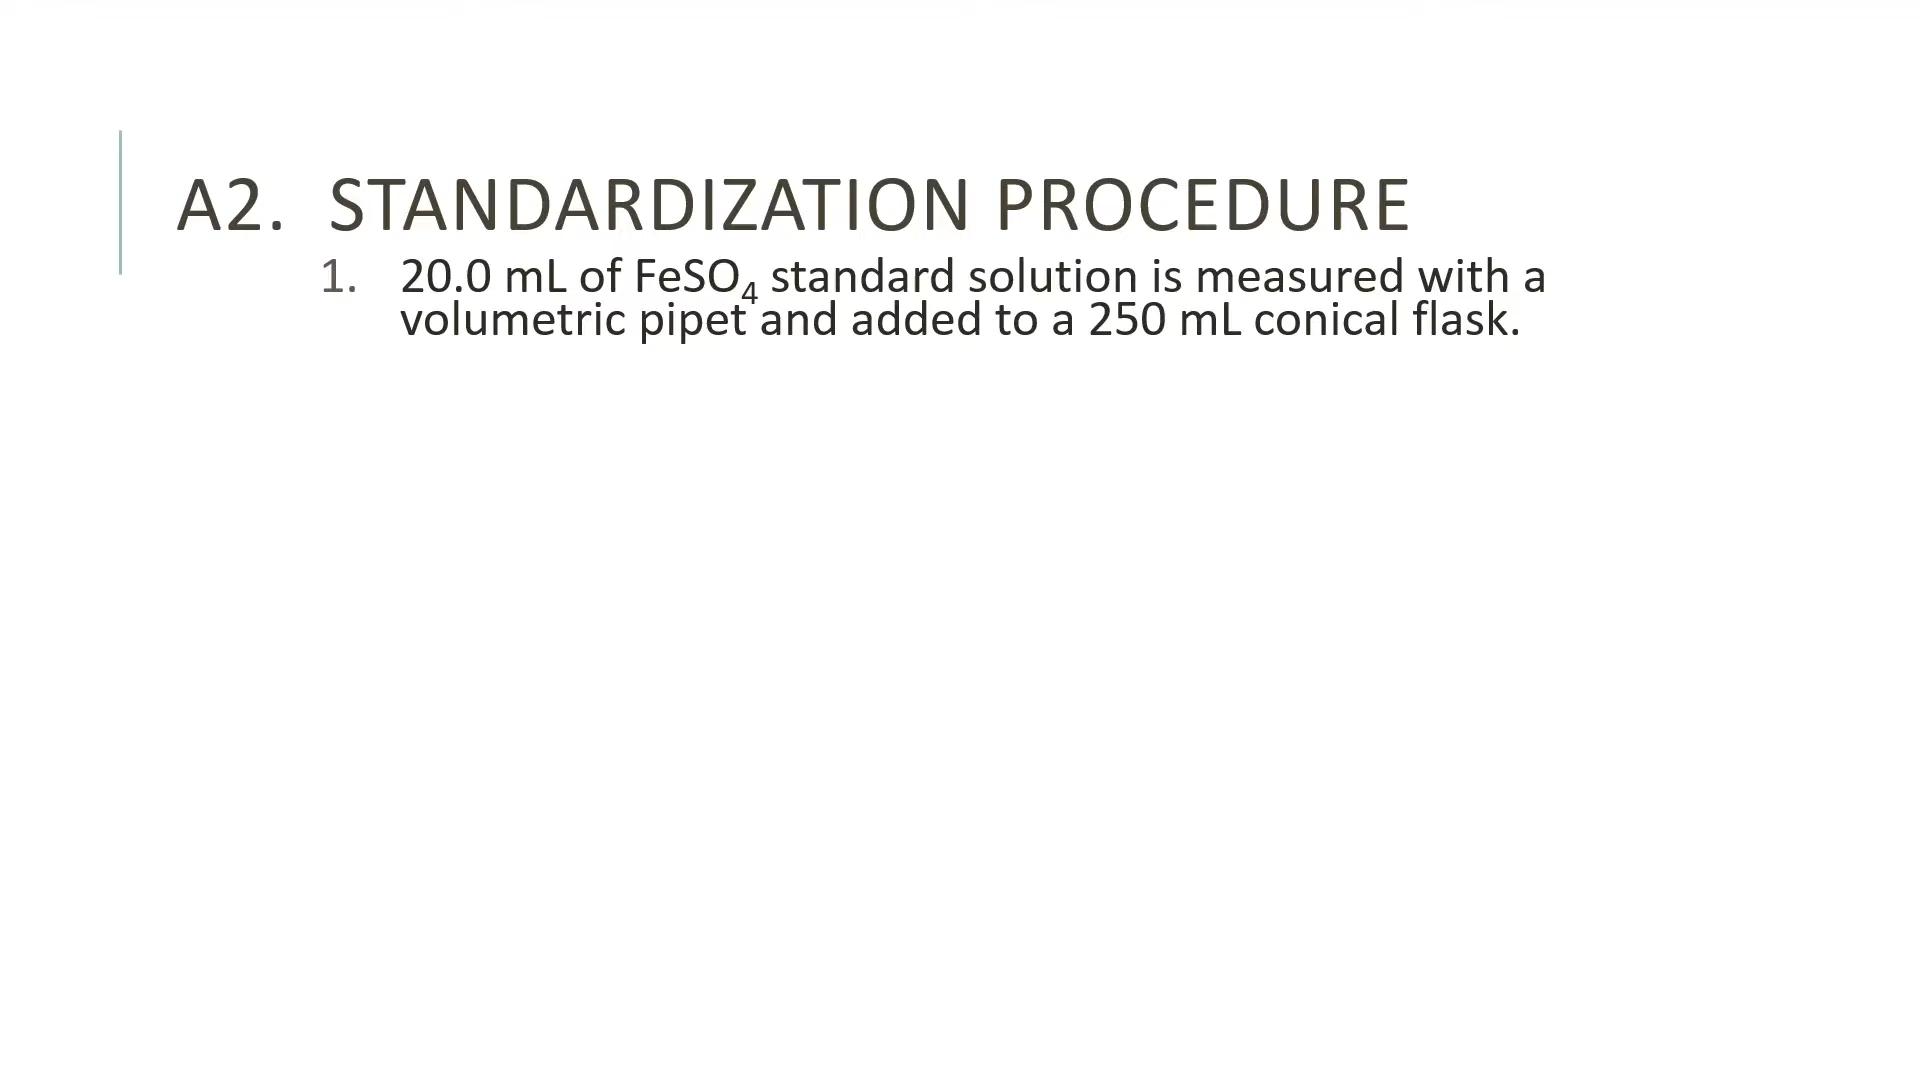 A2. STANDARDIZATION PROCEDURE
1. 20.0 mL of FeSO₄ standard solution is measured with a
volumetric pipet and added to a 250 mL conical flask.